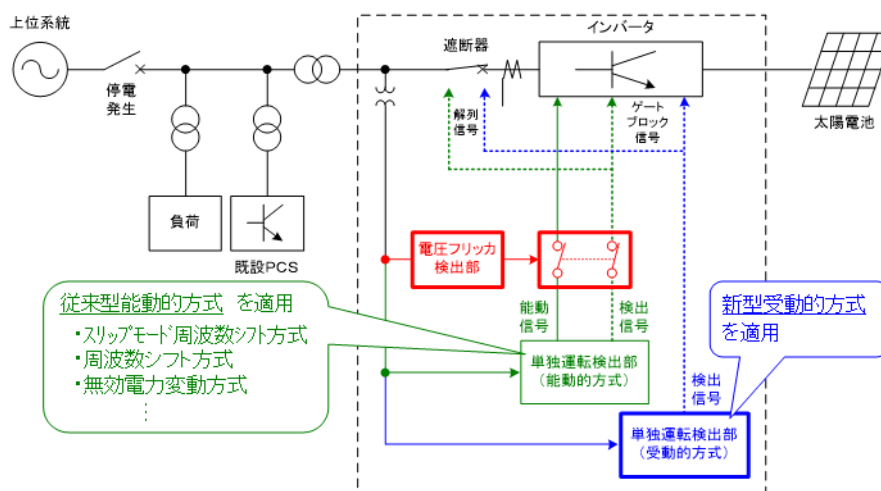 上位系統
停電
発生
負荷
既設PCS
遮断器
インバータ
解列
信号
ゲート
ブロック
信号
太陽電池
電圧フリッカ
検出部
能動
信号
検出
信号
従来型能動的方式 を適用
・スリップモード周波数シフト方式
・周波数シフト方式
・無効電力変動方式
⋮
単独運転検出部
(能動的方式)
新型受動的方式
を適用
検出
信号
単独運転検出部
(受動的方式)